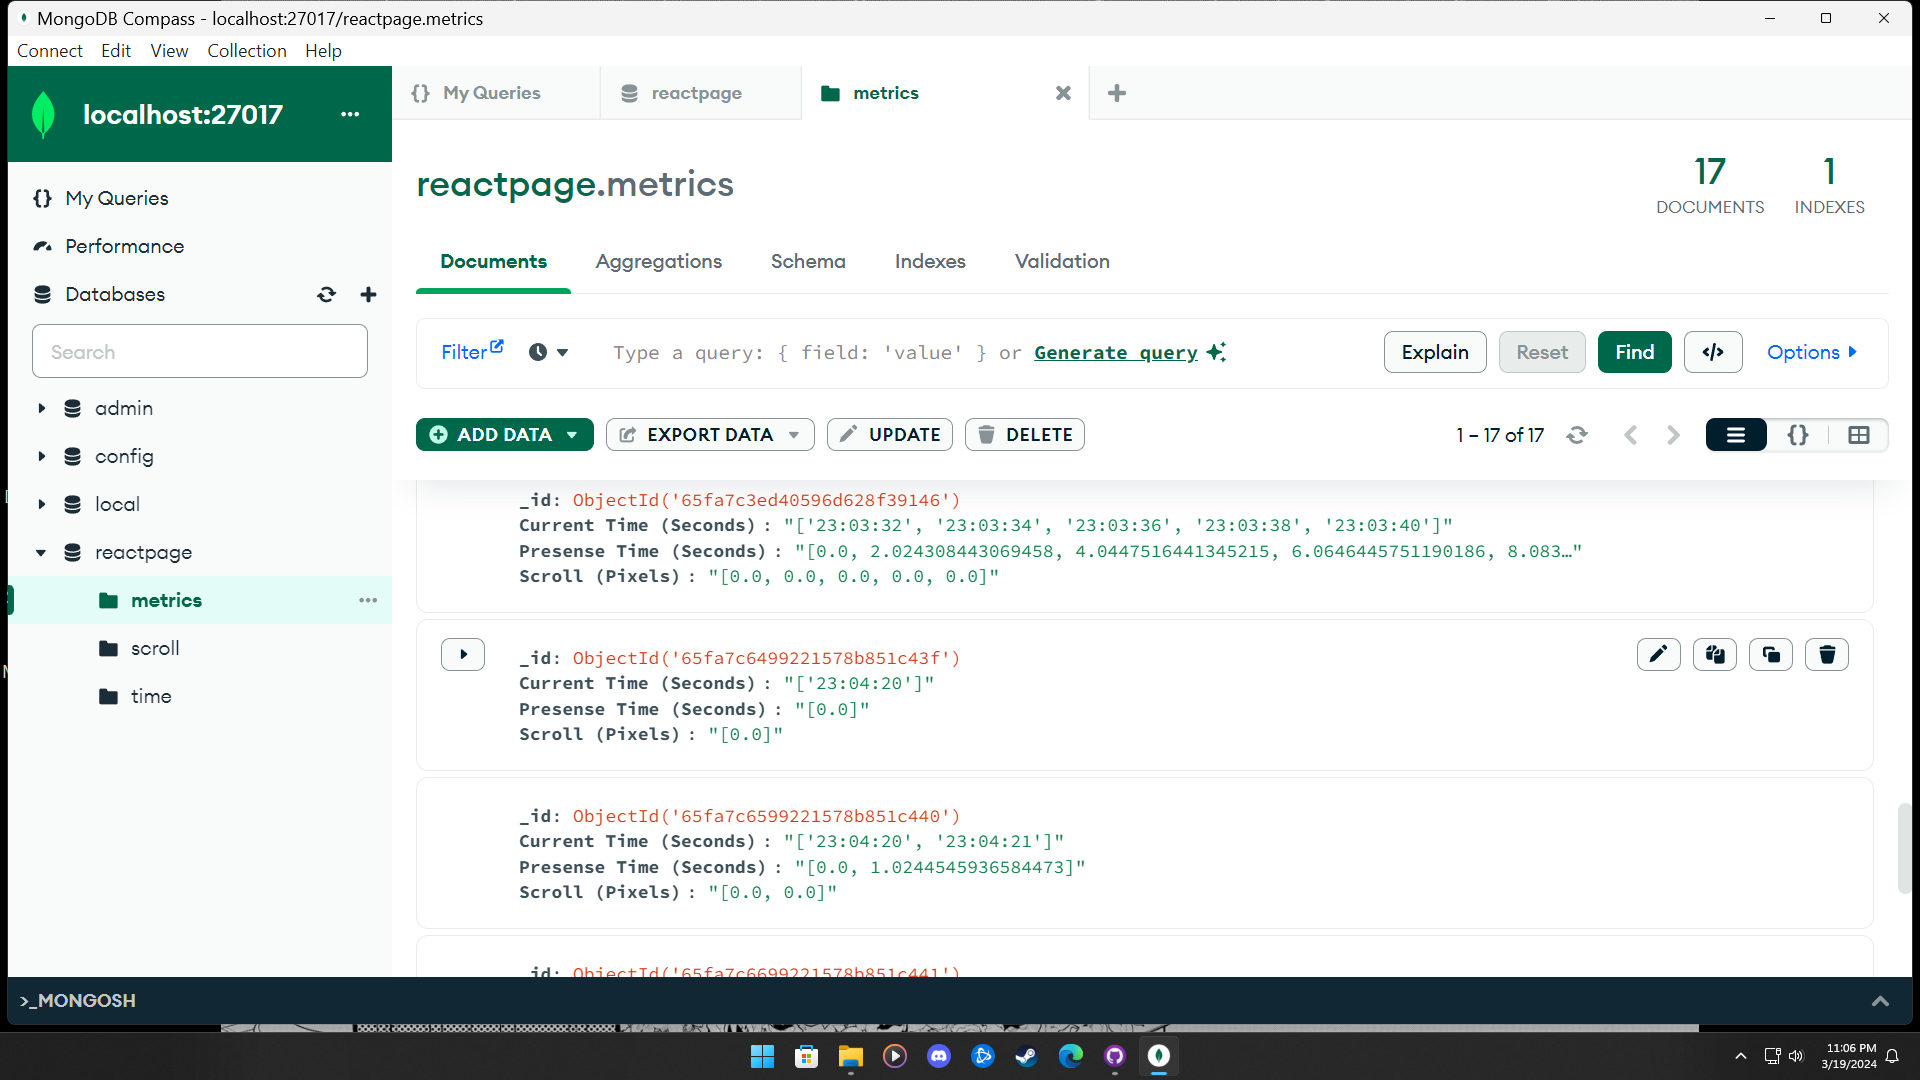 MongoDB Compass - localhost:27017/reactpage.metrics
Connect Edit View Collection Help
localhost:27017
My Queries
reactpage
metrics
My Queries
Performance
Databases
Search
admin
config
local
reactpage
metrics
scroll
time
reactpage.metrics
17
DOCUMENTS
1
INDEXES
Documents Aggregations Schema Indexes Validation
Filter
Type a query: { field: 'value' } or Generate query
Explain
Reset
Find
</>
Options
ADD DATA
EXPORT DATA
UPDATE
DELETE
1 – 17 of 17
{}
_id: ObjectId('65fa7c3ed40596d628f39146')
Current Time (Seconds) : "['23:03:32', '23:03:34', '23:03:36', '23:03:38', '23:03:40']"
Presense Time (Seconds) : "[0.0, 2.024308443069458, 4.0447516441345215, 6.0646445751190186, 8.083…"
Scroll (Pixels) : "[0.0, 0.0, 0.0, 0.0, 0.0]"
_id: ObjectId('65fa7c6499221578b851c43f')
Current Time (Seconds) : "['23:04:20']"
Presense Time (Seconds) : "[0.0]"
Scroll (Pixels) : "[0.0]"
_id: ObjectId('65fa7c6599221578b851c440')
Current Time (Seconds) : "['23:04:20', '23:04:21']"
Presense Time (Seconds) : "[0.0, 1.0244545936584473]"
Scroll (Pixels) : "[0.0, 0.0]"
_id: ObjectId('65fa7c6699221578b851c441')
>_MONGOSH
11:06 PM
3/19/2024